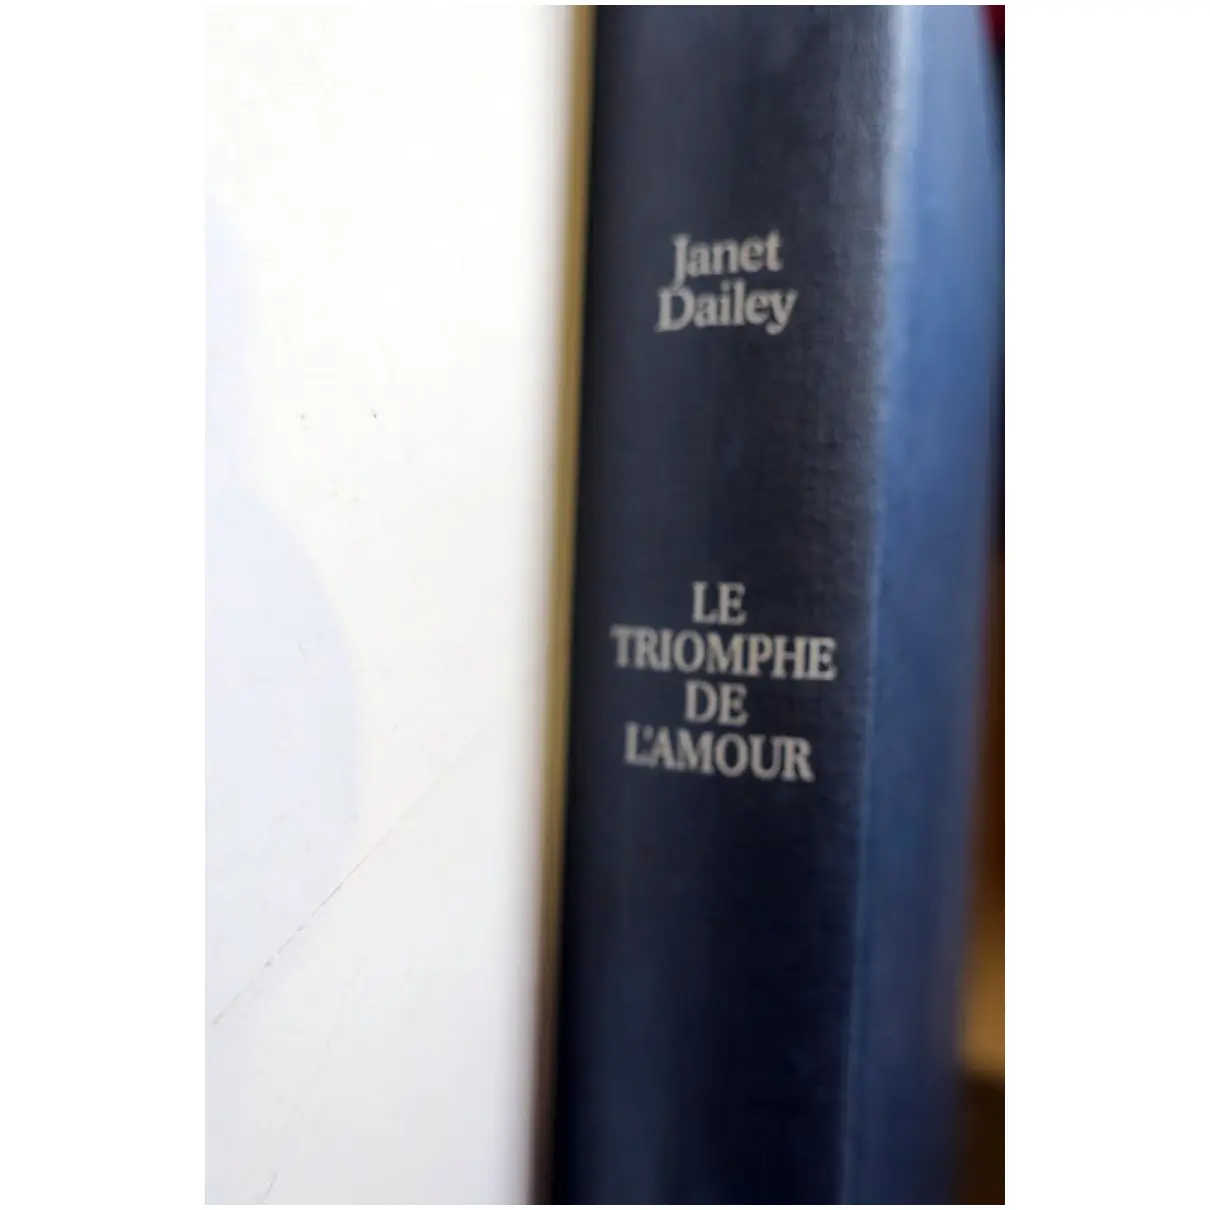 Janet
Dailey
LE
TRIOMPHE
DE
L'AMOUR